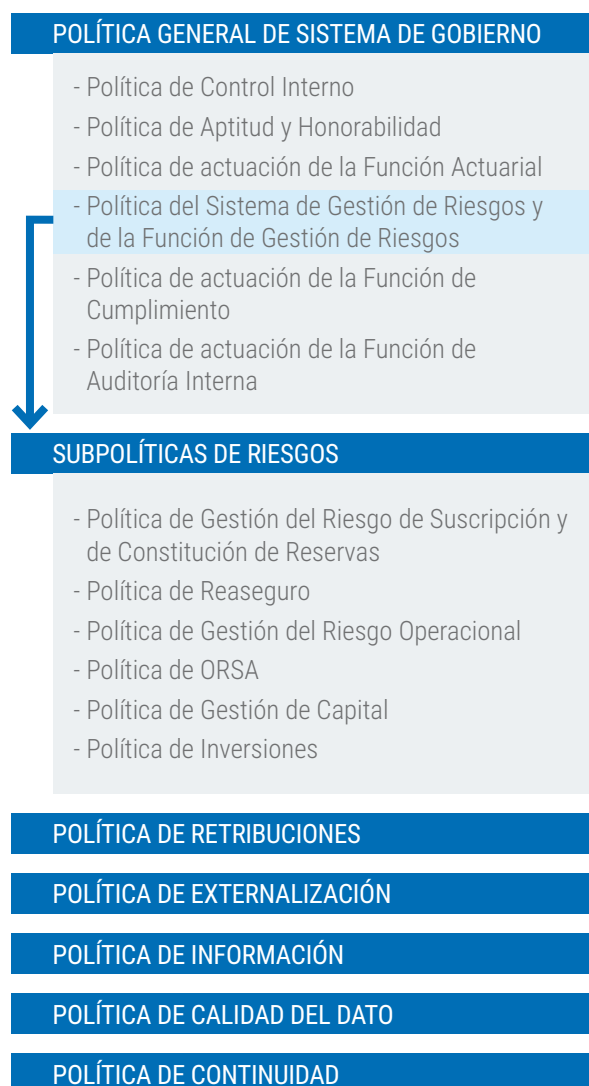 POLÍTICA GENERAL DE SISTEMA DE GOBIERNO
- Política de Control Interno
- Política de Aptitud y Honorabilidad
- Política de actuación de la Función Actuarial
- Política del Sistema de Gestión de Riesgos y
de la Función de Gestión de Riesgos
- Política de actuación de la Función de
Cumplimiento
- Política de actuación de la Función de
Auditoría Interna
SUBPOLÍTICAS DE RIESGOS
- Política de Gestión del Riesgo de Suscripción y
de Constitución de Reservas
- Política de Reaseguro
- Política de Gestión del Riesgo Operacional
- Política de ORSA
- Política de Gestión de Capital
- Política de Inversiones
POLÍTICA DE RETRIBUCIONES
POLÍTICA DE EXTERNALIZACIÓN
POLÍTICA DE INFORMACIÓN
POLÍTICA DE CALIDAD DEL DATO
POLÍTICA DE CONTINUIDAD